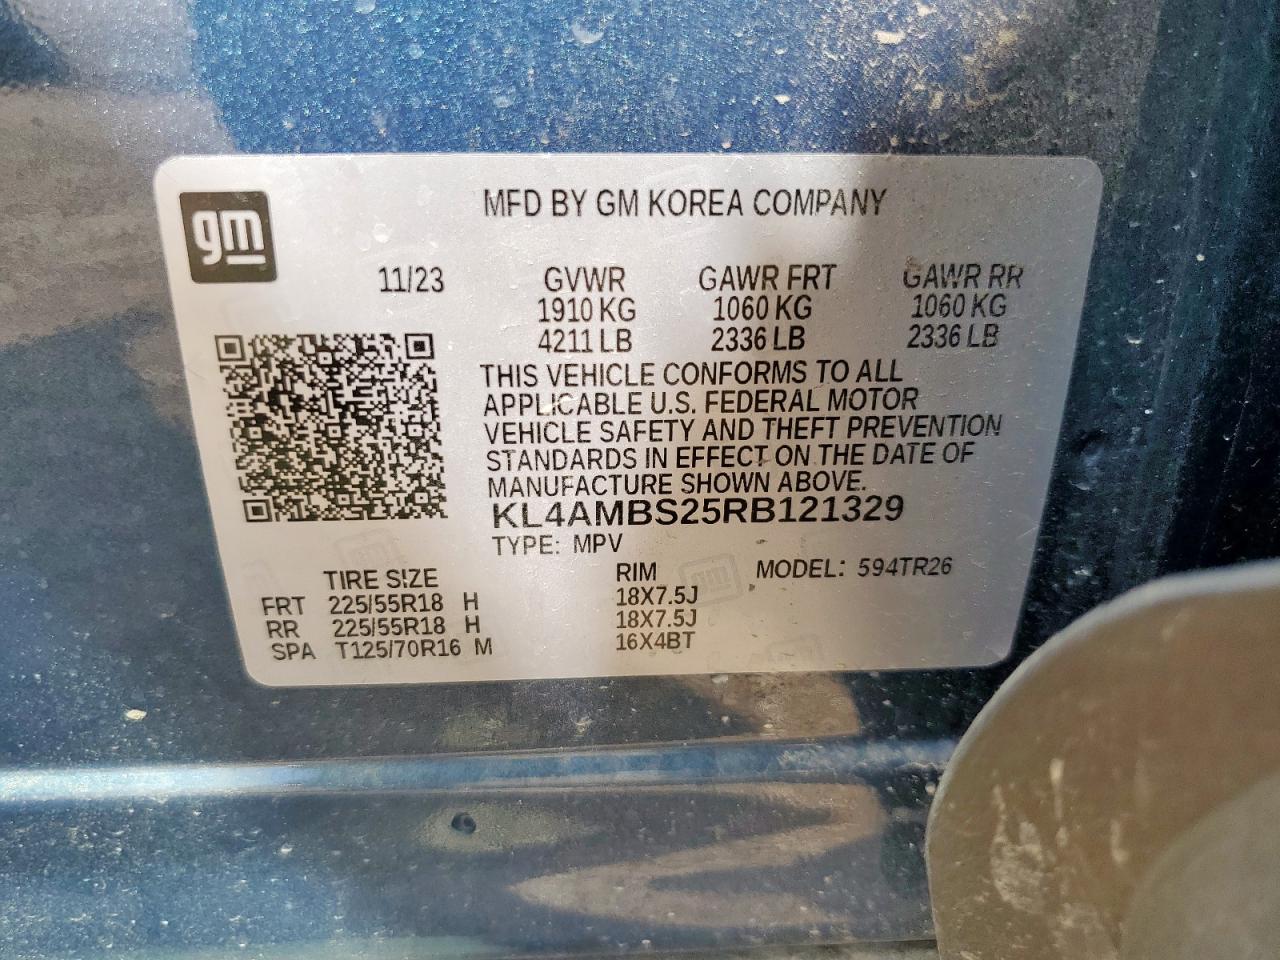 gm
MFD BY GM KOREA COMPANY
11/23 GVWR GAWR FRT GAWR RR
1910 KG 1060 KG 1060 KG
4211 LB 2336 LB 2336 LB
THIS VEHICLE CONFORMS TO ALL
APPLICABLE U.S. FEDERAL MOTOR
VEHICLE SAFETY AND THEFT PREVENTION
STANDARDS IN EFFECT ON THE DATE OF
MANUFACTURE SHOWN ABOVE.
KL4AMBS25RB121329
TYPE: MPV
TIRE SIZE RIM MODEL: 594TR26
FRT 225/55R18 H 18X7.5J
RR 225/55R18 H 18X7.5J
SPA T125/70R16 M 16X4BT